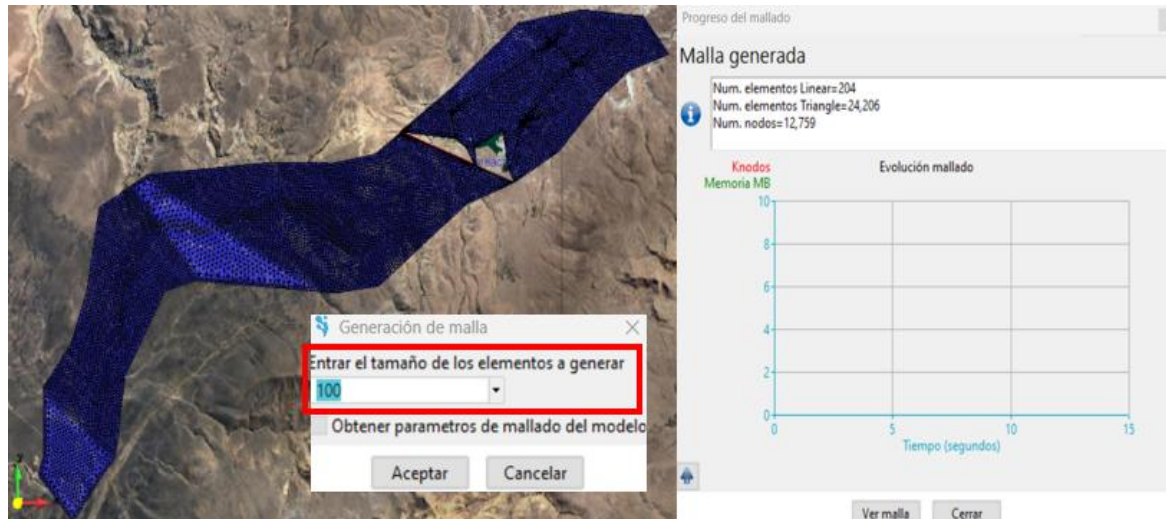 Generación de malla
Entrar el tamaño de los elementos a generar
100
Obtener parametros de mallado del modelo
Aceptar
Cancelar
y
Progreso del mallado
Malla generada
Num. elementos Linear=204
Num. elementos Triangle=24,206
Num. nodos=12,759
Knodos
Memoria MB
Evolución mallado
10
8
6
4
2
0
0 5 10 15
Tiempo (segundos)
Ver malla
Cerrar